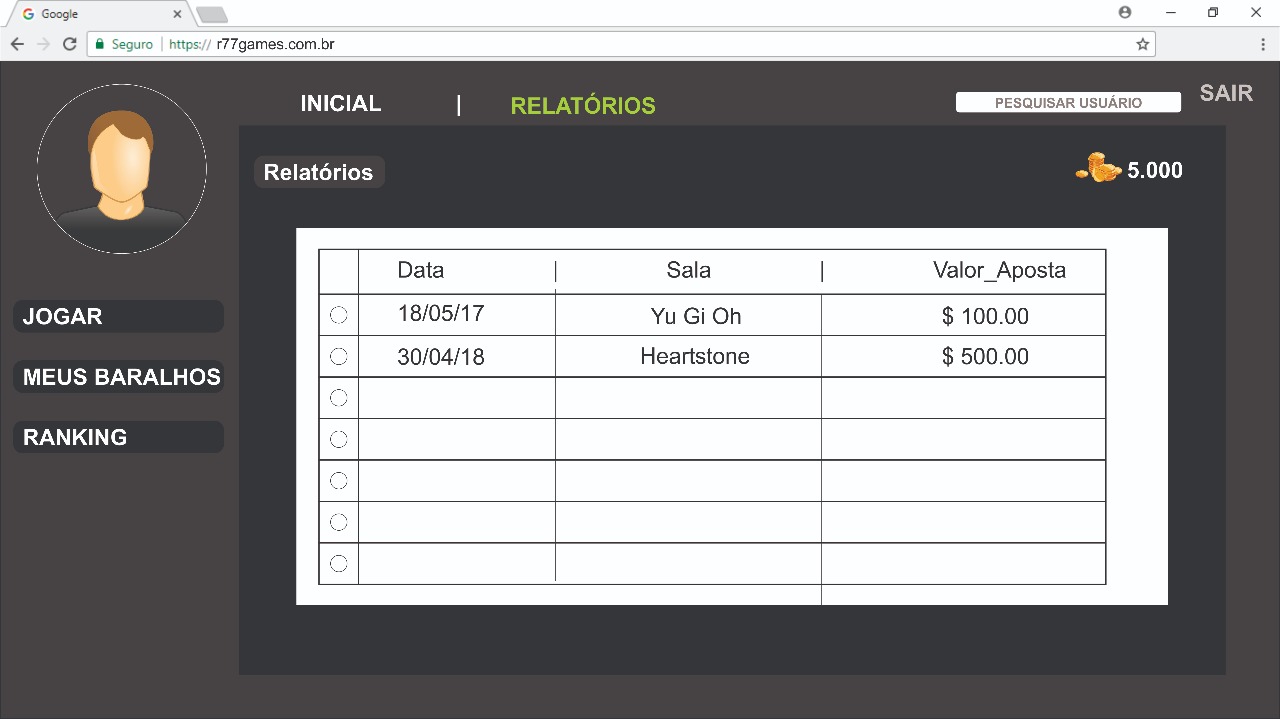 Google
Seguro | https:// r77games.com.br
INICIAL | RELATÓRIOS
PESQUISAR USUÁRIO
SAIR
Relatórios
5.000
JOGAR
MEUS BARALHOS
RANKING
Data | Sala | Valor_Aposta
18/05/17 Yu Gi Oh $ 100.00
30/04/18 Heartstone $ 500.00